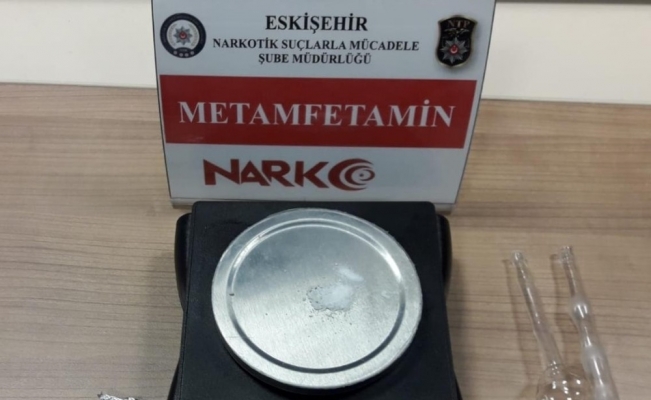 ESKİŞEHİR
NARKOTİK SUÇLARLA MÜCADELE
ŞUBE MÜDÜRLÜĞÜ
METAMFETAMİN
NARKO